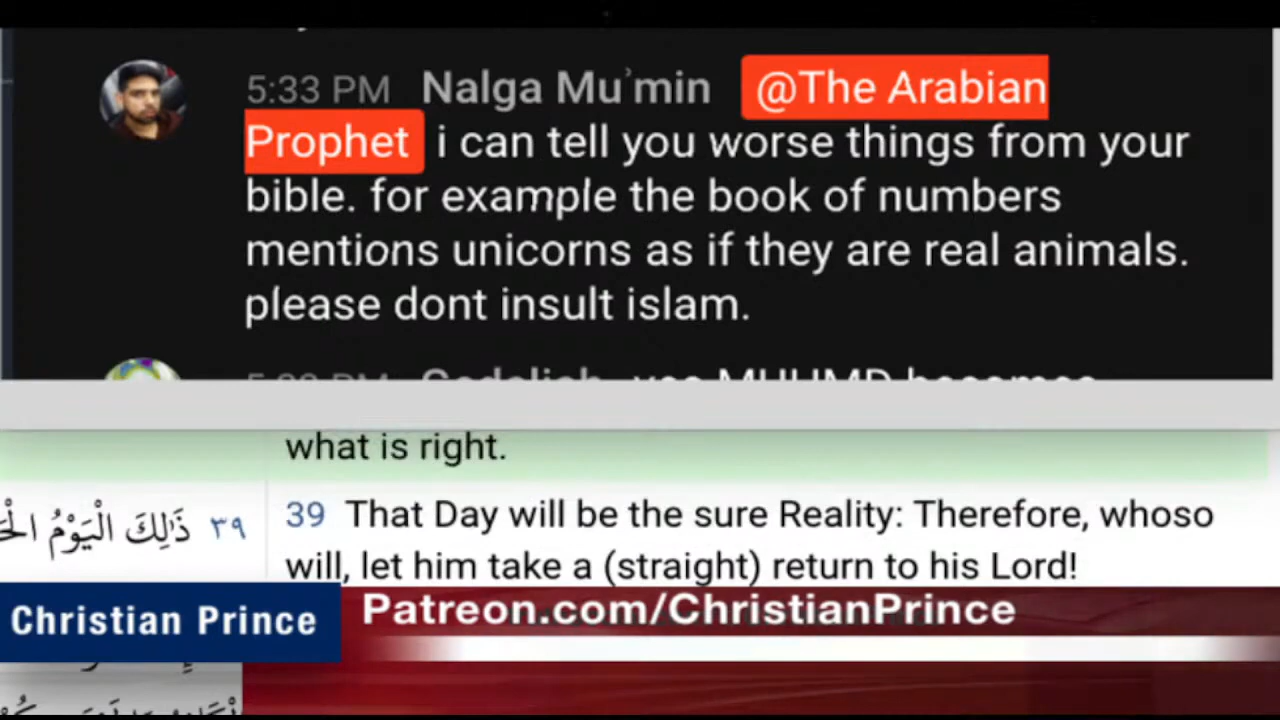 5:33 PM Nalga Mu'min @The Arabian
Prophet i can tell you worse things from your
bible. for example the book of numbers
mentions unicorns as if they are real animals.
please dont insult islam.
what is right.
39 That Day will be the sure Reality: Therefore, whoso
will, let him take a (straight) return to his Lord!
٣٩ ذَٰلِكَ الْيَوْمُ
Christian Prince
Patreon.com/ChristianPrince